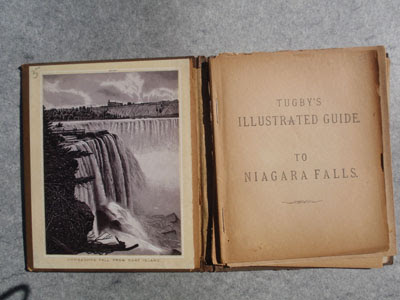 HORSESHOE FALL FROM GOAT ISLAND.
TUGBY'S
ILLUSTRATED GUIDE.
TO
NIAGARA FALLS.